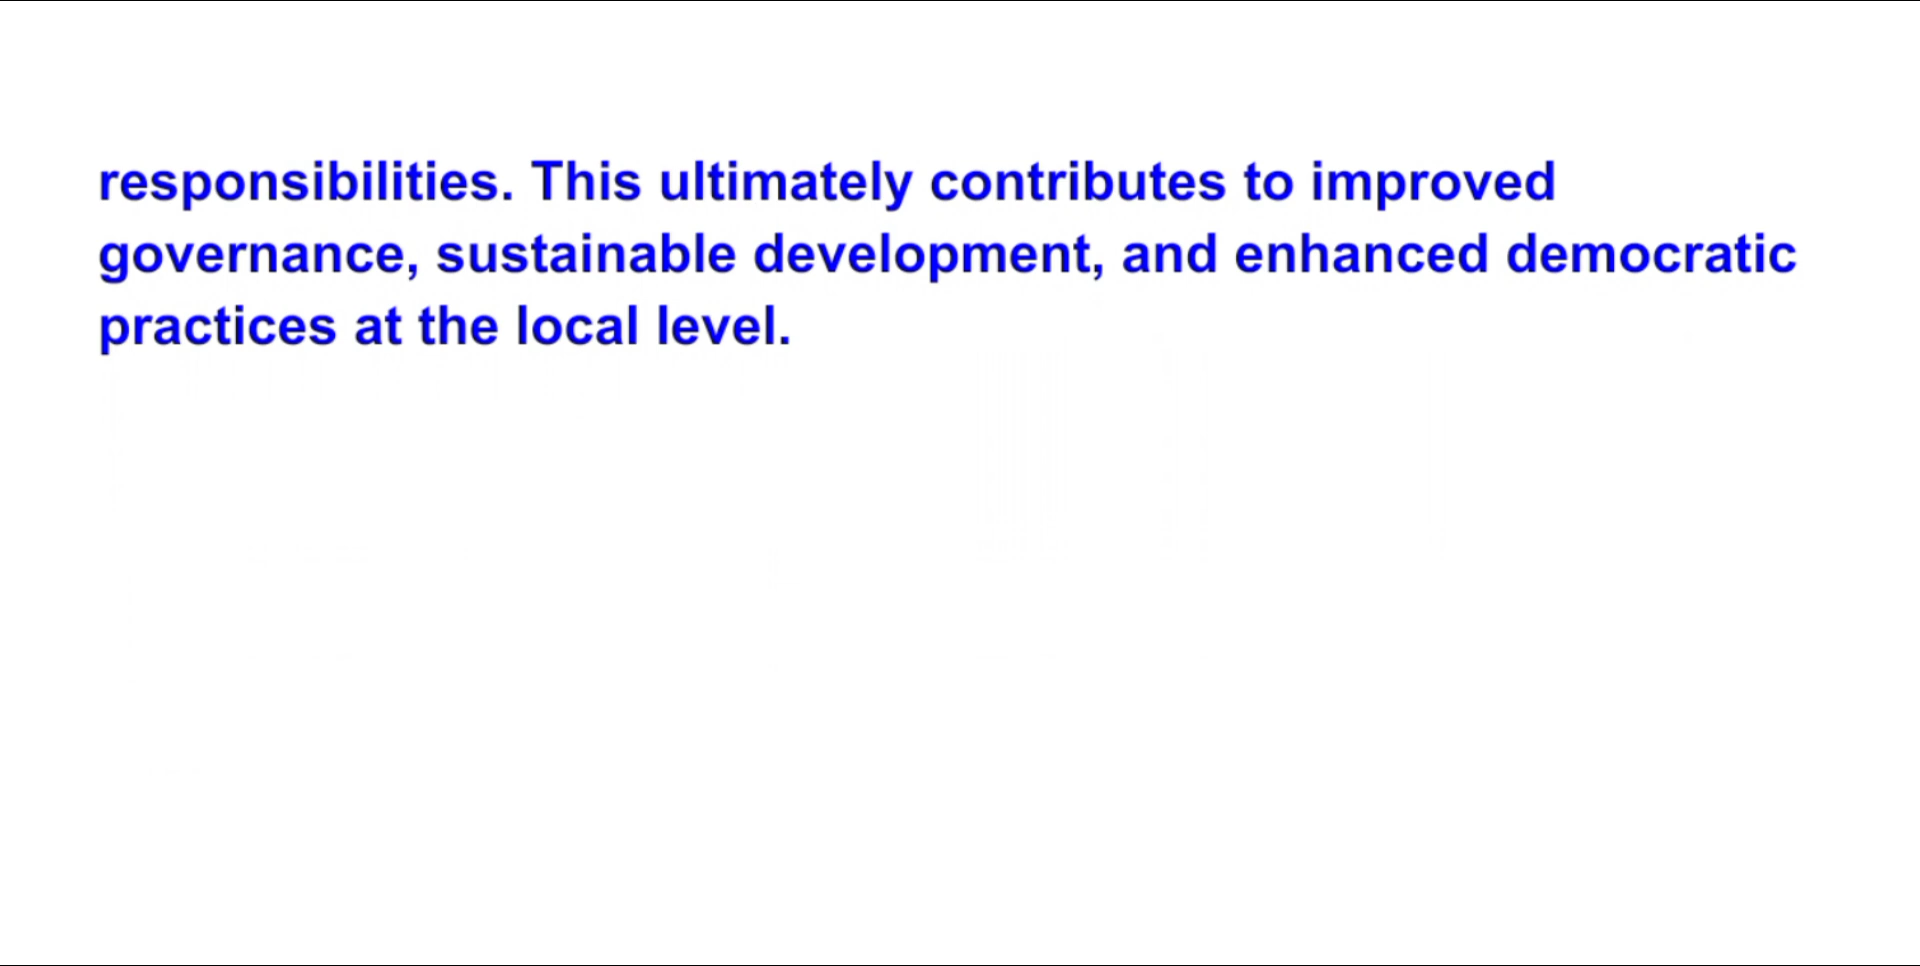 responsibilities. This ultimately contributes to improved
governance, sustainable development, and enhanced democratic
practices at the local level.